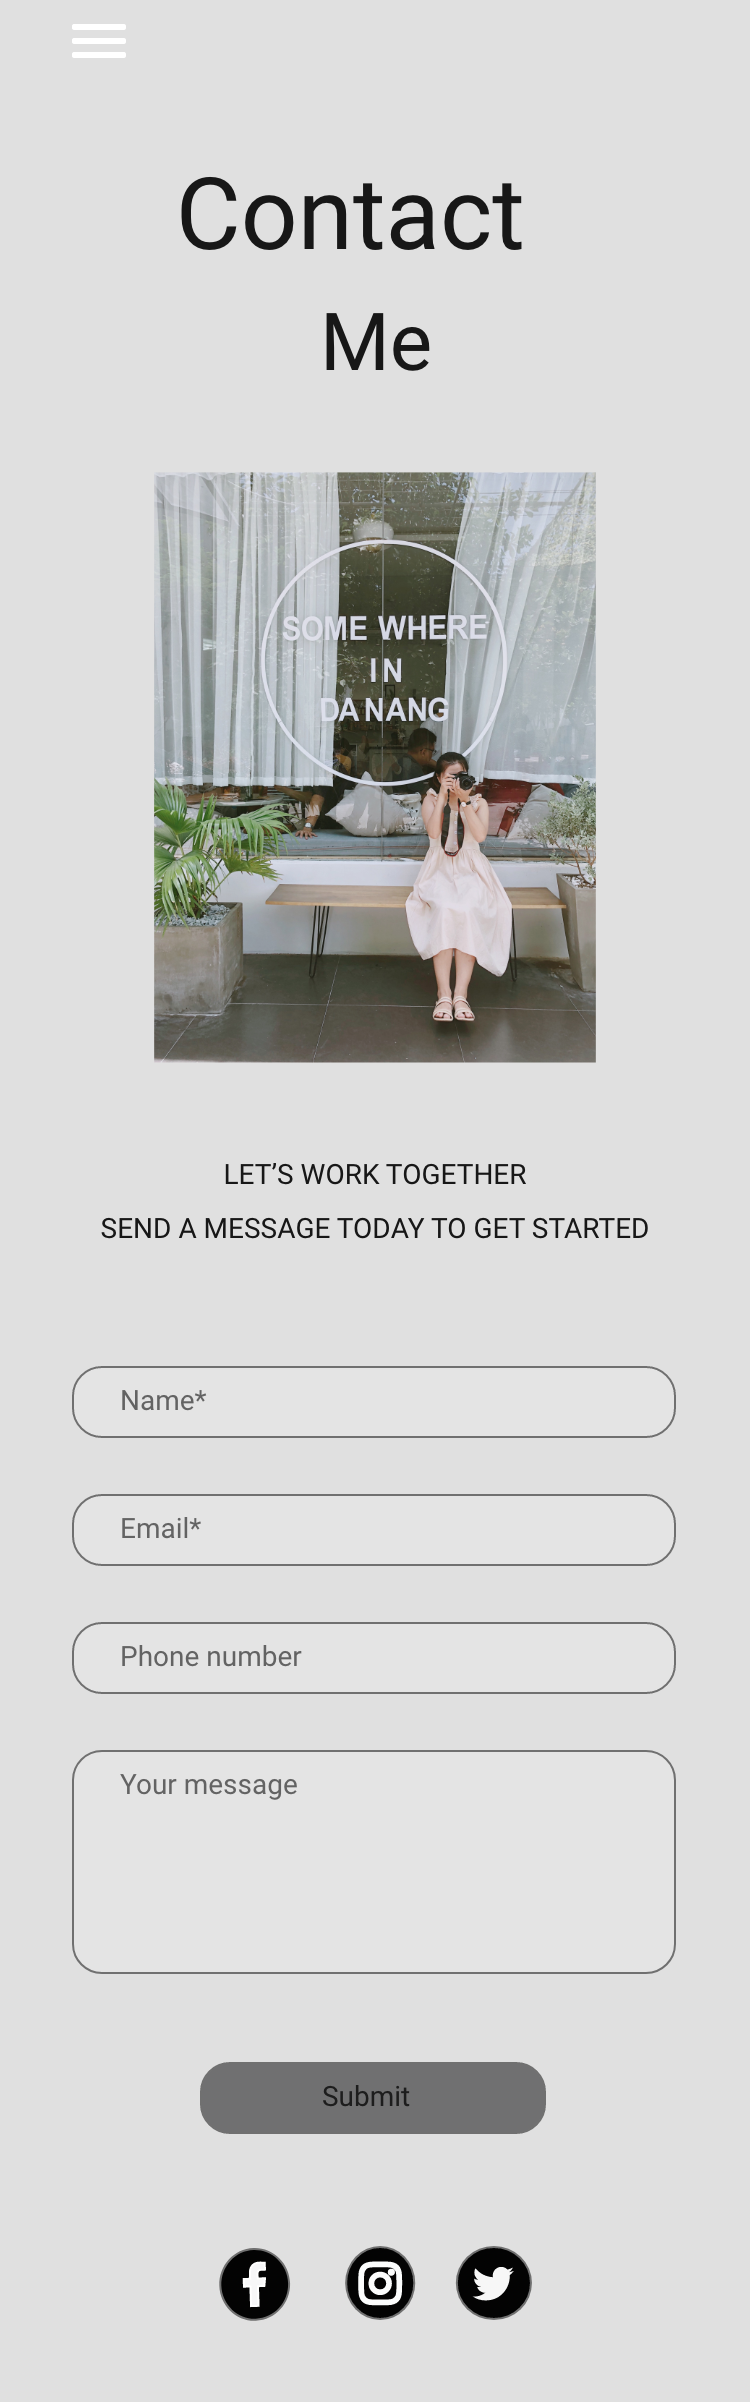 Contact
Me
SOME WHERE
IN
DA NANG
LET’S WORK TOGETHER
SEND A MESSAGE TODAY TO GET STARTED
Name*
Email*
Phone number
Your message
Submit